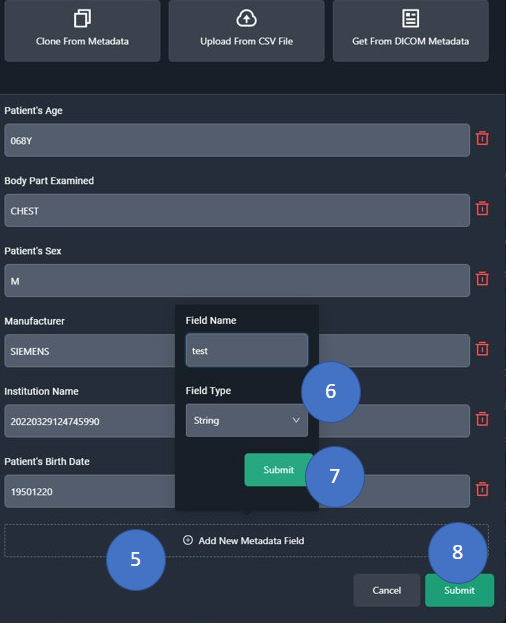 Clone From Metadata
Upload From CSV File
Get From DICOM Metadata
Patient's Age
068Y
Body Part Examined
CHEST
Patient's Sex
M
Manufacturer
SIEMENS
Institution Name
20220329124745990
Patient's Birth Date
19501220
Field Name
test
Field Type
String
6
Submit
7
Add New Metadata Field
5
Cancel
Submit
8